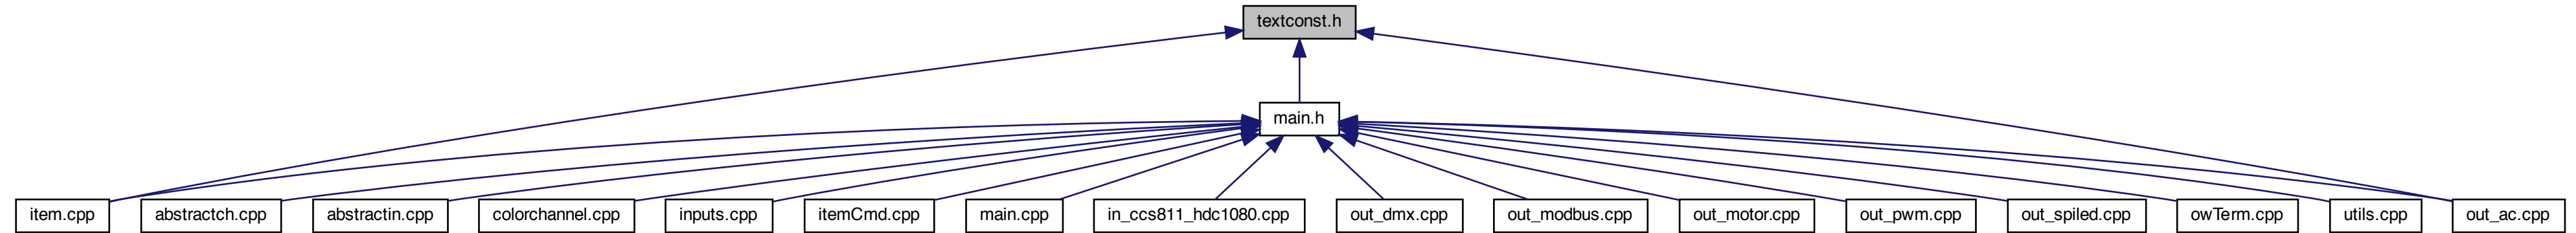 textconst.h
main.h
item.cpp
abstractch.cpp
abstractin.cpp
colorchannel.cpp
inputs.cpp
itemCmd.cpp
main.cpp
in_ccs811_hdc1080.cpp
out_dmx.cpp
out_modbus.cpp
out_motor.cpp
out_pwm.cpp
out_spiled.cpp
owTerm.cpp
utils.cpp
out_ac.cpp